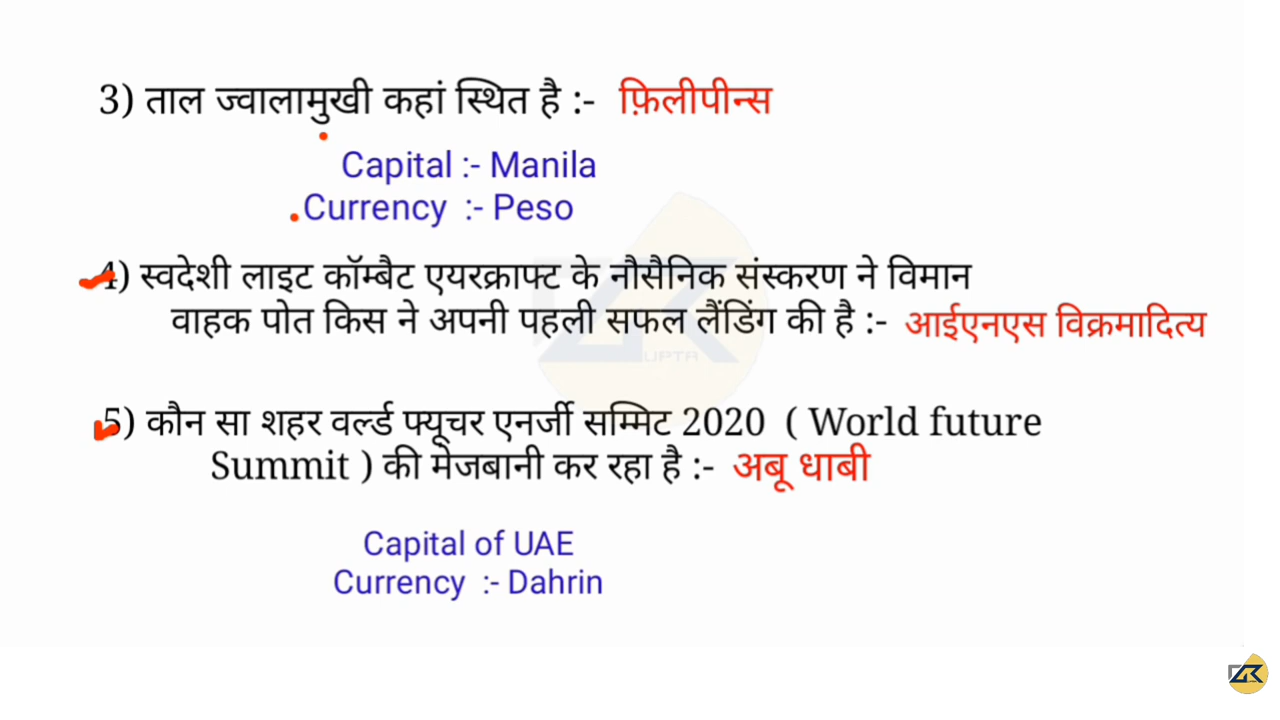 3) ताल ज्वालामुखी कहां स्थित है :- फ़िलीपीन्स
Capital :- Manila
Currency :- Peso
4) स्वदेशी लाइट कॉम्बैट एयरक्राफ्ट के नौसैनिक संस्करण ने विमान
वाहक पोत किस ने अपनी पहली सफल लैंडिंग की है :- आईएनएस विक्रमादित्य
UPTA
5) कौन सा शहर वर्ल्ड फ्यूचर एनर्जी सम्मिट 2020 ( World future
Summit ) की मेजबानी कर रहा है :- अबू धाबी
Capital of UAE
Currency :- Dahrin